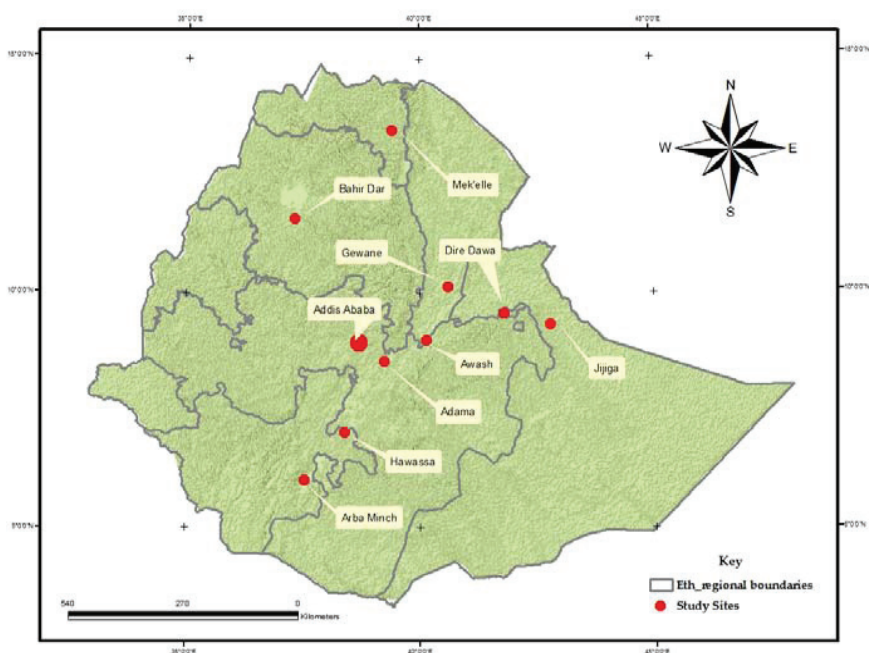 N
W E
S
Mek'elle
Bahir Dar
Gewane
Dire Dawa
Addis Ababa
Awash
Jijiga
Adama
Hawassa
Arba Minch
Key
Eth_regional boundaries
Study Sites
540 270 0
Kilometers